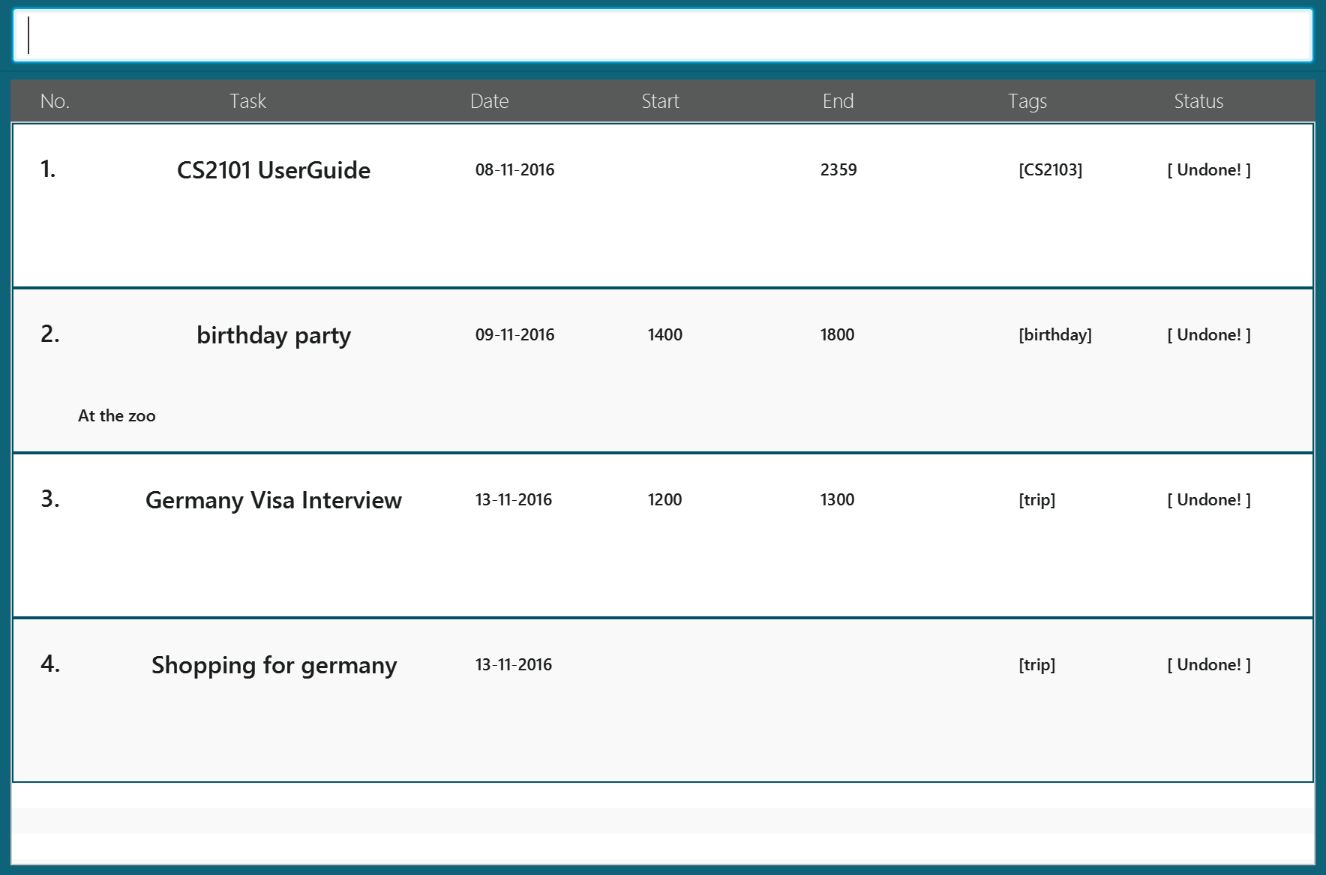 No. Task Date Start End Tags Status
1. CS2101 UserGuide 08-11-2016 2359 [CS2103] [ Undone! ]
2. birthday party 09-11-2016 1400 1800 [birthday] [ Undone! ]
At the zoo
3. Germany Visa Interview 13-11-2016 1200 1300 [trip] [ Undone! ]
4. Shopping for germany 13-11-2016 [trip] [ Undone! ]